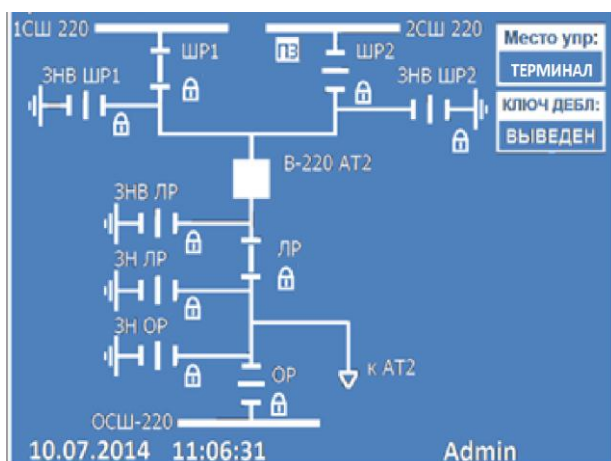 1СШ 220
2СШ 220
Место упр:
ШР1
ПЗ
ШР2
ТЕРМИНАЛ
ЗНВ ШР1
ЗНВ ШР2
КЛЮЧ ДЕБЛ:
ВЫВЕДЕН
В-220 АТ2
ЗНВ ЛР
ЛР
ЗН ЛР
ЗН ОР
к АТ2
ОР
ОСШ-220
10.07.2014 11:06:31 Admin